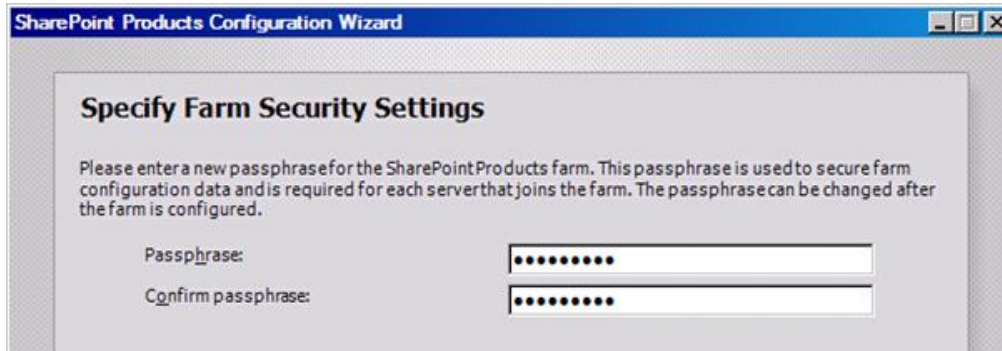 SharePoint Products Configuration Wizard
Specify Farm Security Settings
Please enter a new passphrase for the SharePoint Products farm. This passphrase is used to secure farm
configuration data and is required for each server that joins the farm. The passphrase can be changed after
the farm is configured.
Passphrase: •••••••••
Confirm passphrase: •••••••••